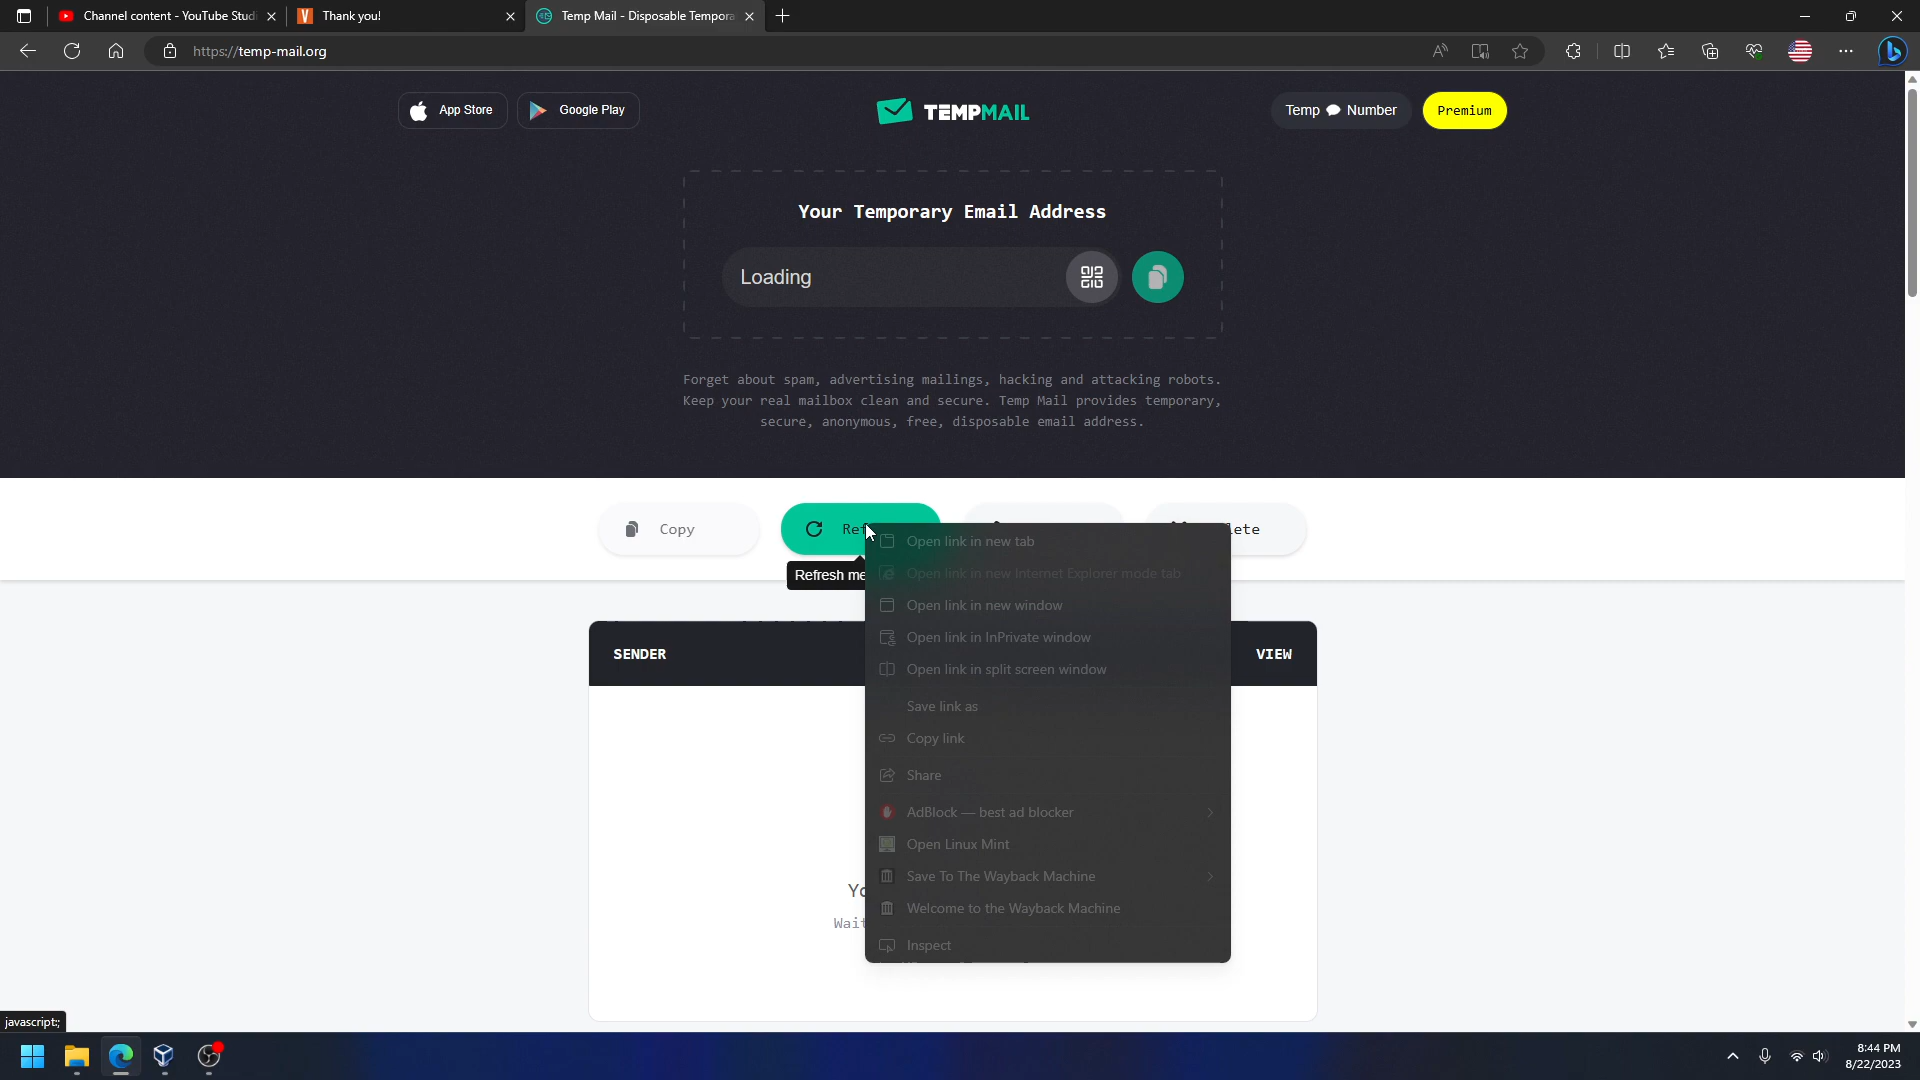 Channel content - YouTube Studi
Thank you!
Temp Mail - Disposable Tempora
https://temp-mail.org
App Store
Google Play
TEMPMAIL
Temp Number
Premium
Your Temporary Email Address
Loading
Forget about spam, advertising mailings, hacking and attacking robots.
Keep your real mailbox clean and secure. Temp Mail provides temporary,
secure, anonymous, free, disposable email address.
Copy
Refresh me
Open link in new tab
Open link in new Internet Explorer mode tab
Open link in new window
Open link in InPrivate window
Open link in split screen window
Save link as
Copy link
Share
AdBlock — best ad blocker
Open Linux Mint
Save To The Wayback Machine
Welcome to the Wayback Machine
Inspect
SENDER
VIEW
Wait
javascript:;
8:44 PM
8/22/2023